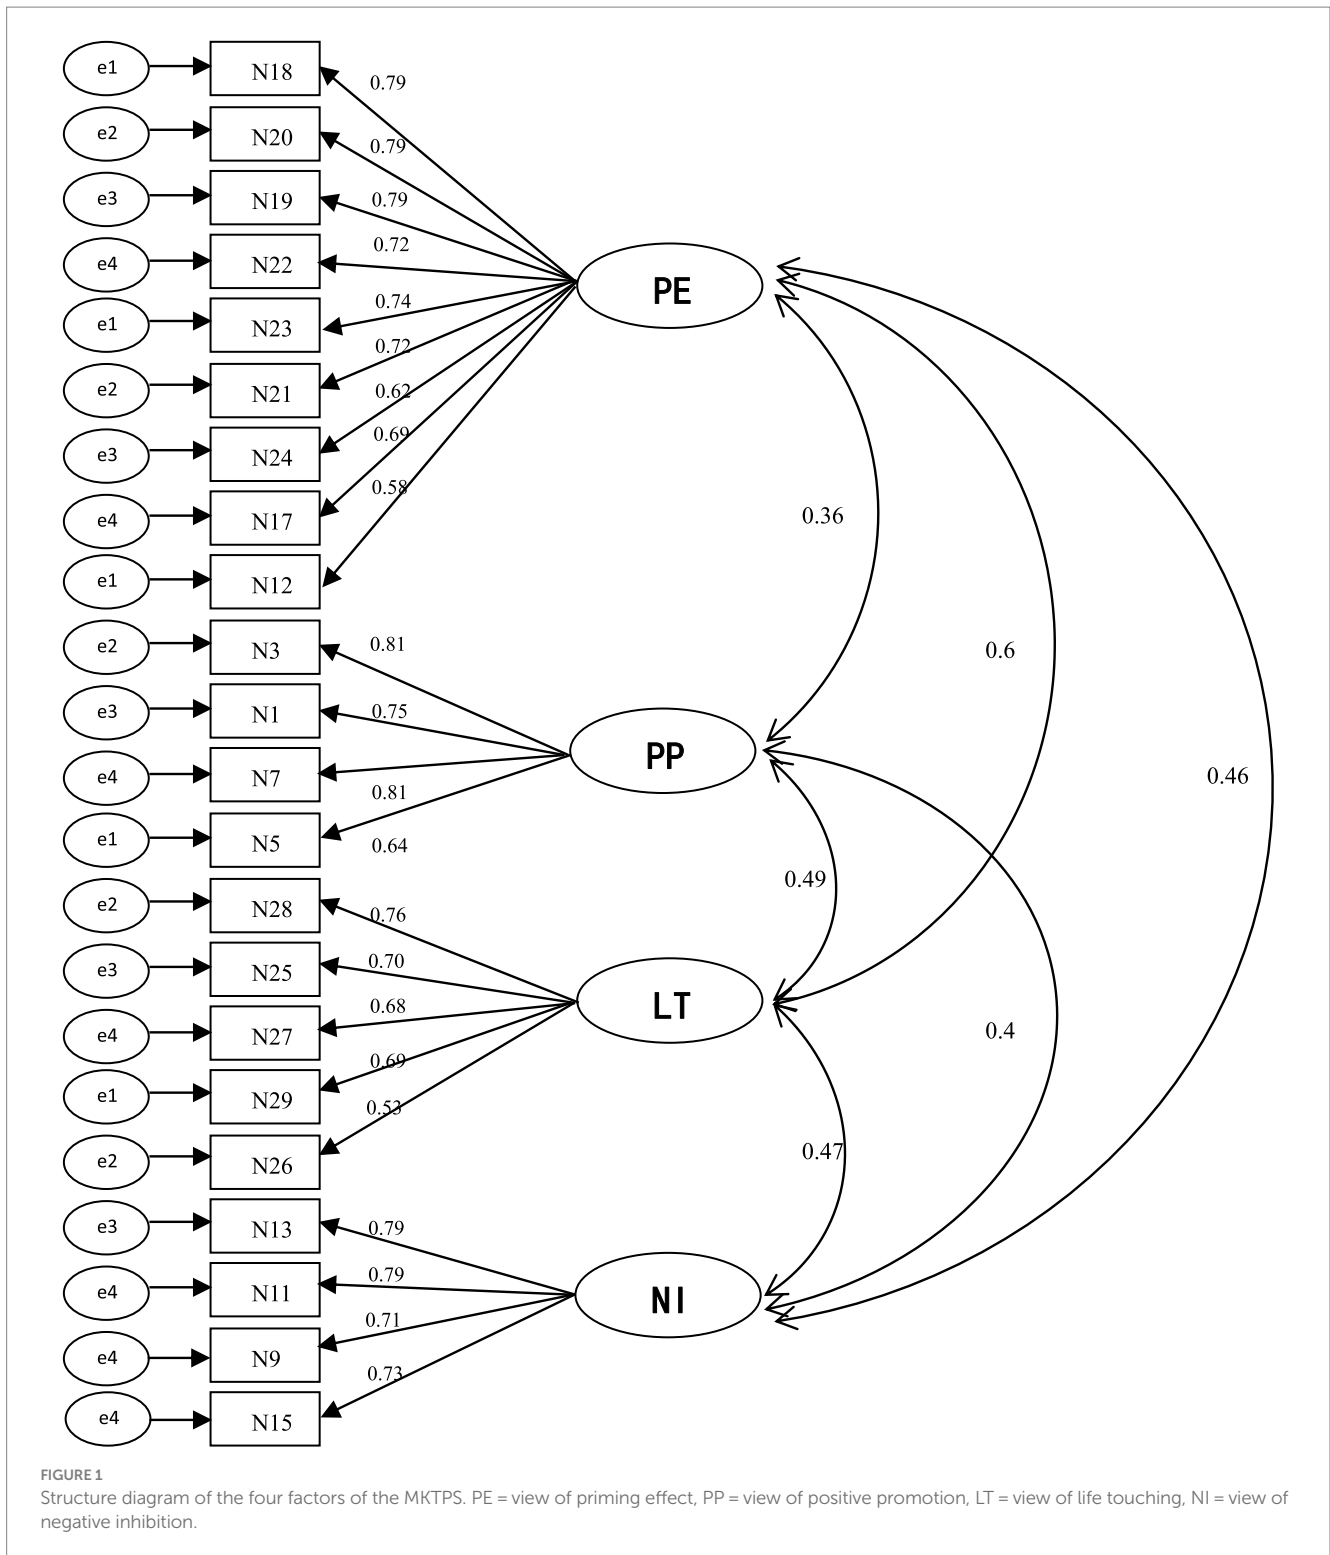 e1 N18 0.79
e2 N20 0.79
e3 N19 0.79
e4 N22 0.72
PE
e1 N23 0.74
e2 N21 0.72
e3 N24 0.62
e4 N17 0.69
0.58
0.36
e1 N12
e2 N3 0.81
0.6
e3 N1 0.75
PP
e4 N7 0.81
0.46
e1 N5 0.64
0.49
e2 N28 0.76
e3 N25 0.70
LT
e4 N27 0.68
0.4
e1 N29 0.69
0.53
e2 N26
0.47
e3 N13 0.79
e4 N11 0.79
NI
e4 N9 0.71
0.73
e4 N15
FIGURE 1
Structure diagram of the four factors of the MKTPS. PE = view of priming effect, PP = view of positive promotion, LT = view of life touching, NI = view of
negative inhibition.